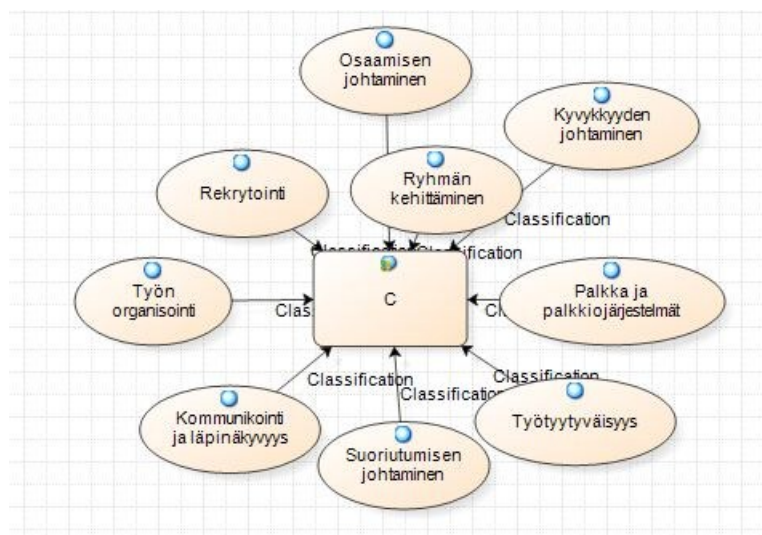 Osaamisen
johtaminen
Kyvykkyyden
johtaminen
Rekrytointi
Ryhmän
kehittäminen
Classification
Työn
organisointi
C
Palkka ja
palkkiojärjestelmät
Classification
Classification
Classification
Kommunikointi
ja läpinäkyvyys
Suoriutumisen
johtaminen
Työtyytyväisyys